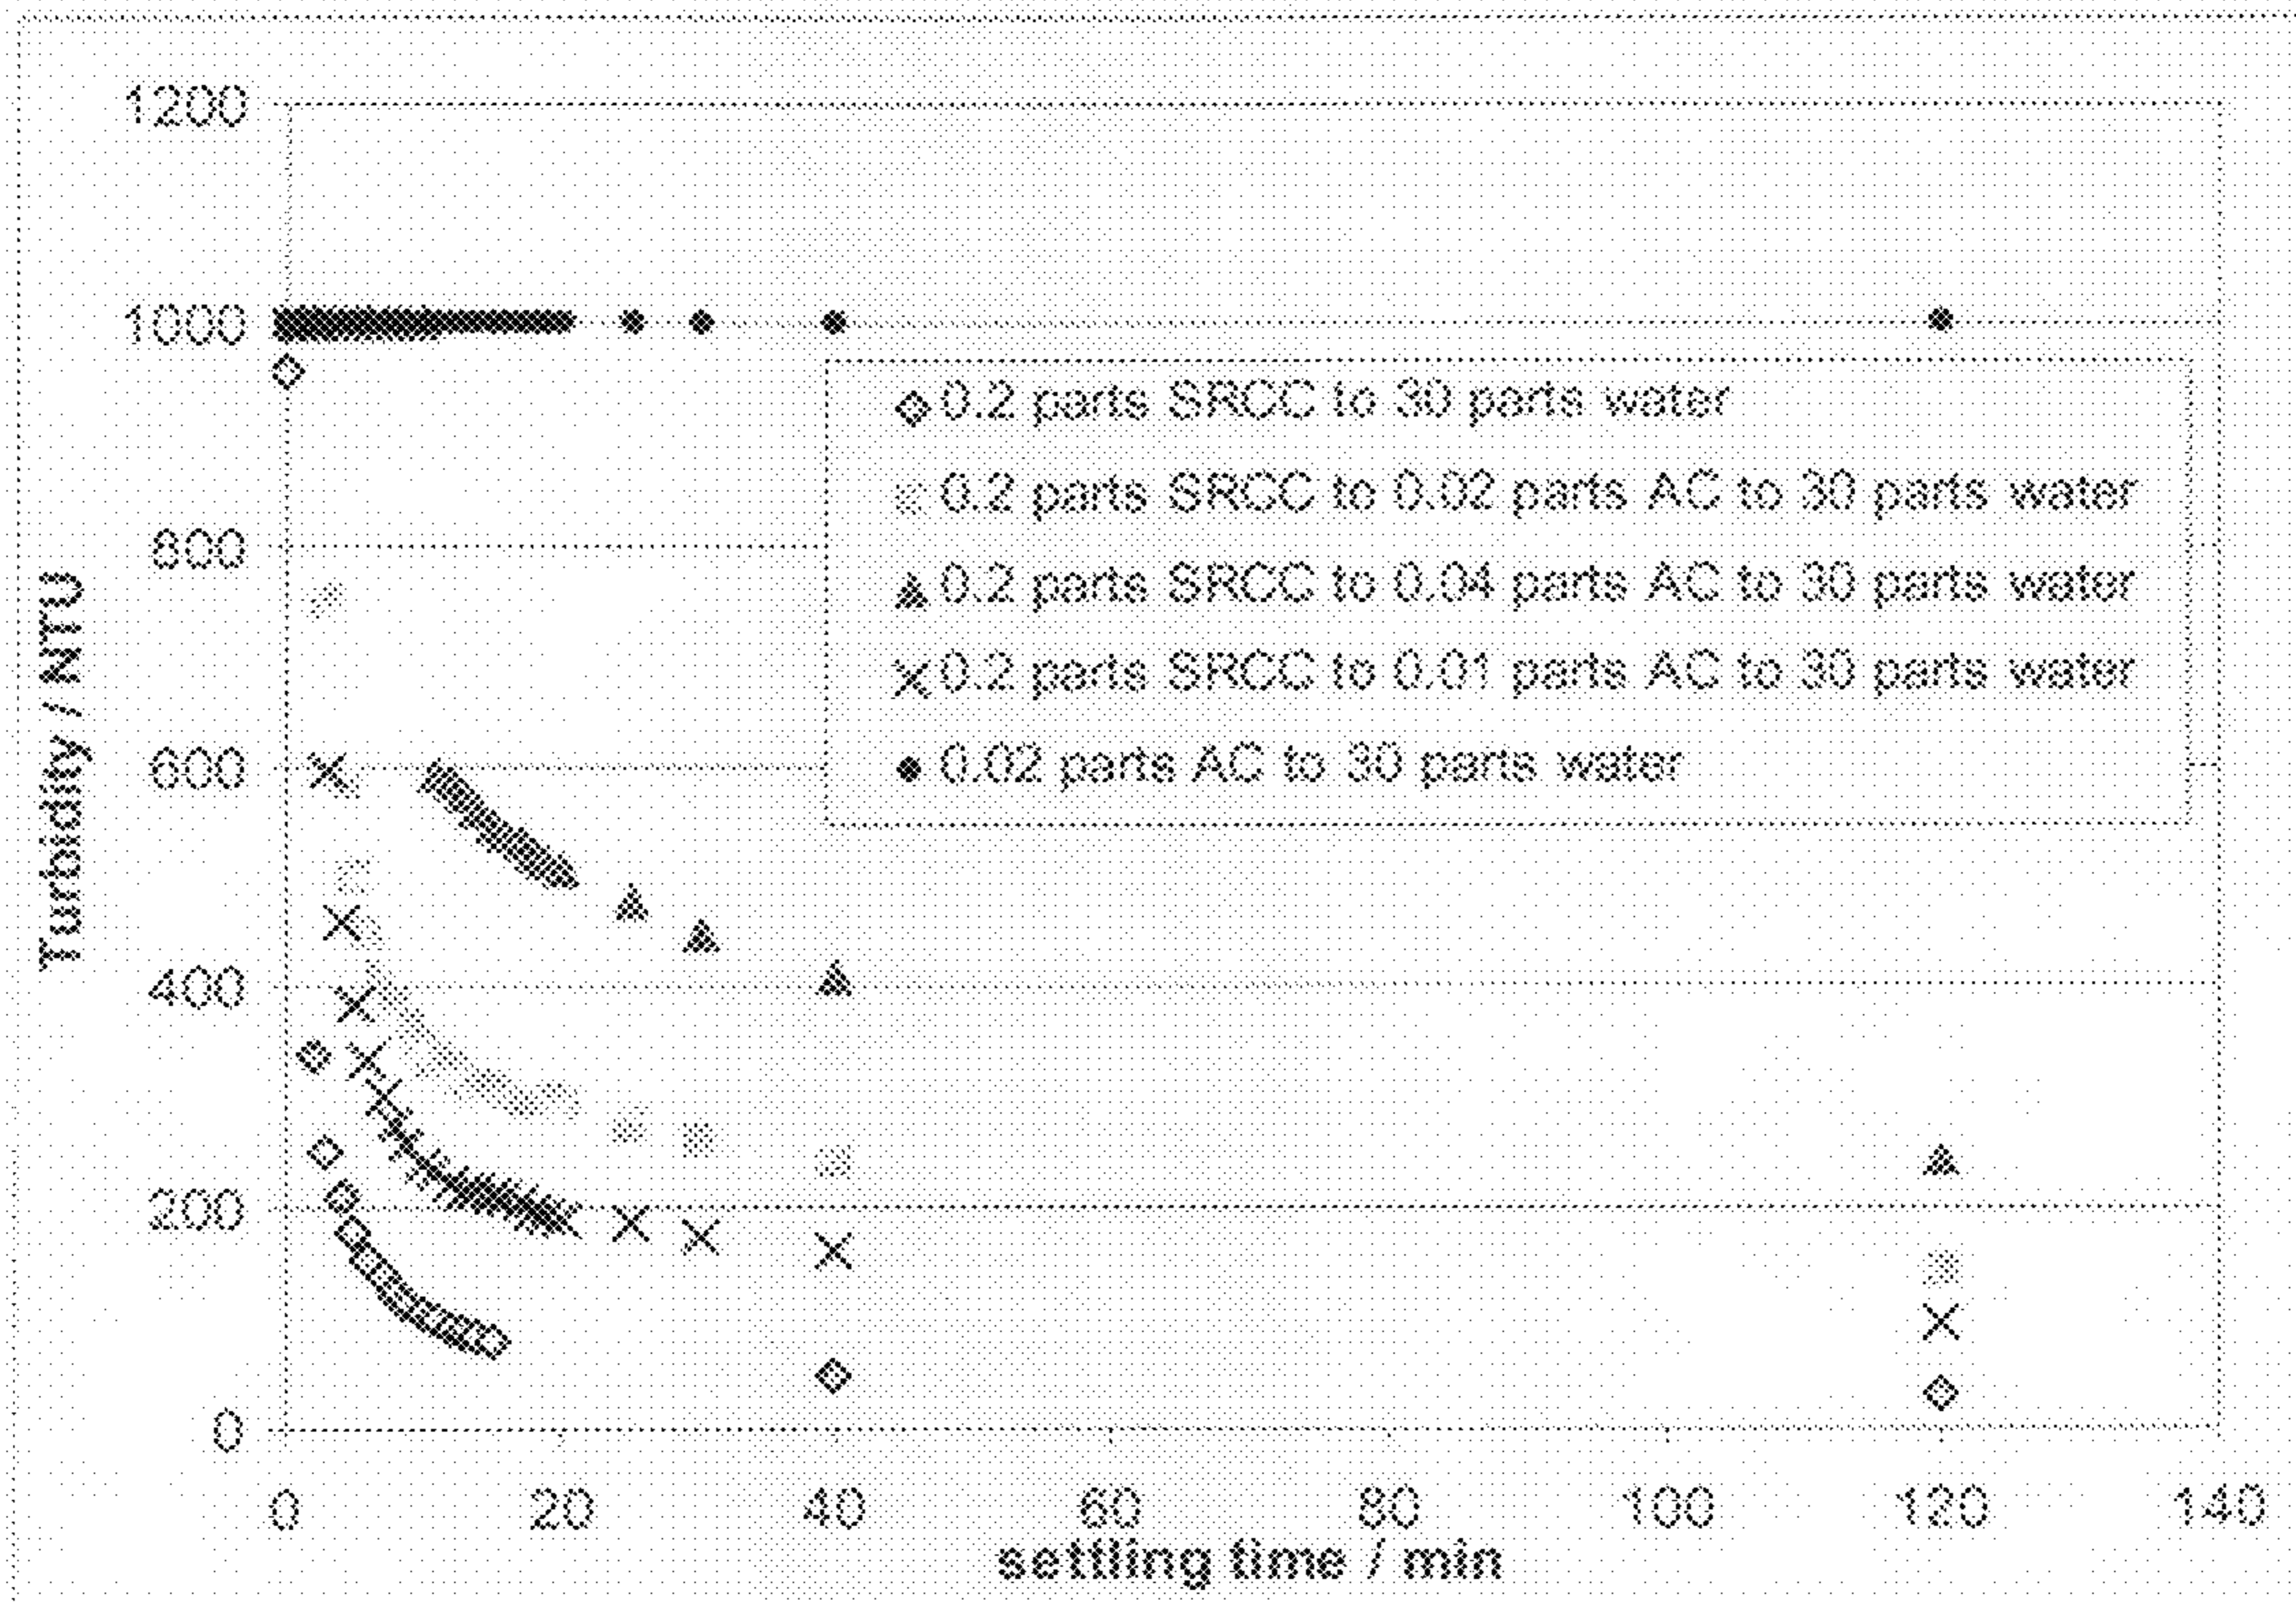 1200
1000
800
600
400
200
0
Turbidity / NTU
0.2 parts SRCC to 30 parts water
0.2 parts SRCC to 0.02 parts AC to 30 parts water
0.2 parts SRCC to 0.04 parts AC to 30 parts water
0.2 parts SRCC to 0.01 parts AC to 30 parts water
0.02 parts AC to 30 parts water
0 20 40 60 80 100 120 140
settling time / min